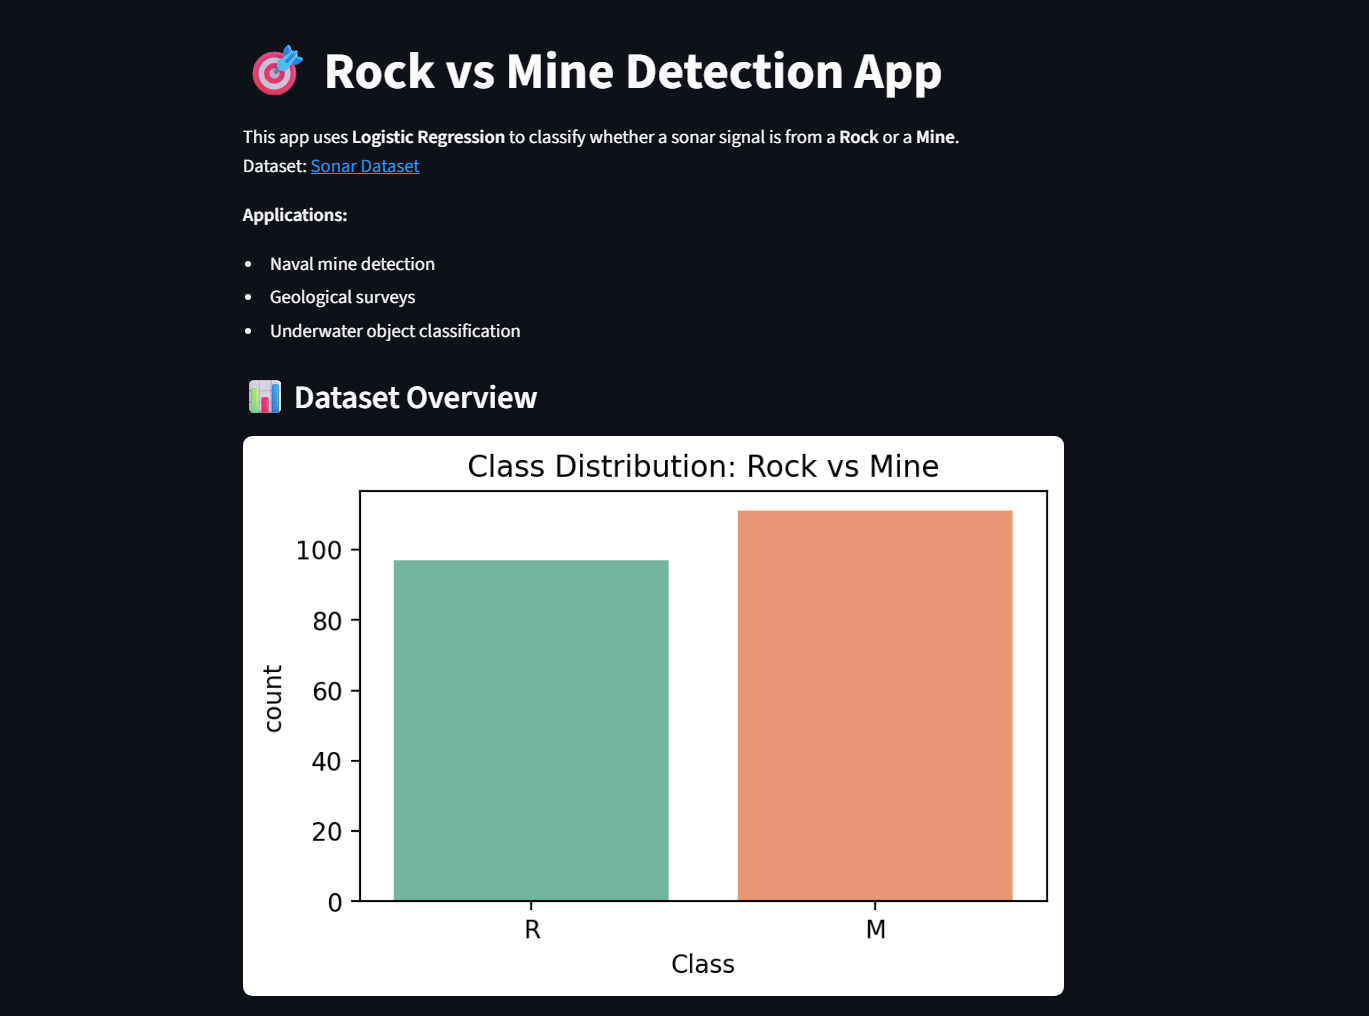 Rock vs Mine Detection App
This app uses Logistic Regression to classify whether a sonar signal is from a Rock or a Mine.
Dataset: Sonar Dataset
Applications:
Naval mine detection
Geological surveys
Underwater object classification
Dataset Overview
Class Distribution: Rock vs Mine
100
80
60
40
20
0
count
R M
Class